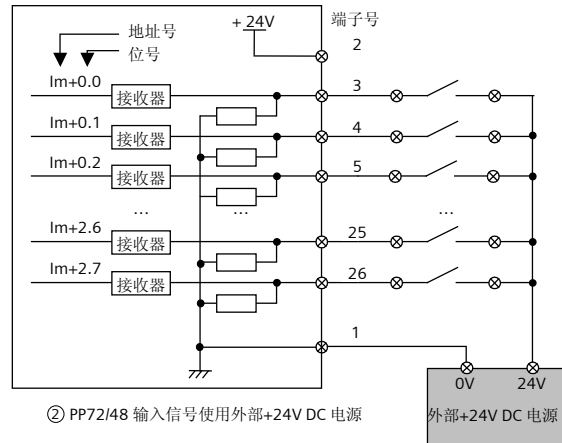 地址号
位号
+ 24V
端子号
2
Im+0.0
接收器
3
Im+0.1
接收器
4
Im+0.2
接收器
5
...
...
...
Im+2.6
接收器
25
Im+2.7
接收器
26
1
0V
24V
② PP72/48 输入信号使用外部+24V DC 电源
外部+24V DC 电源